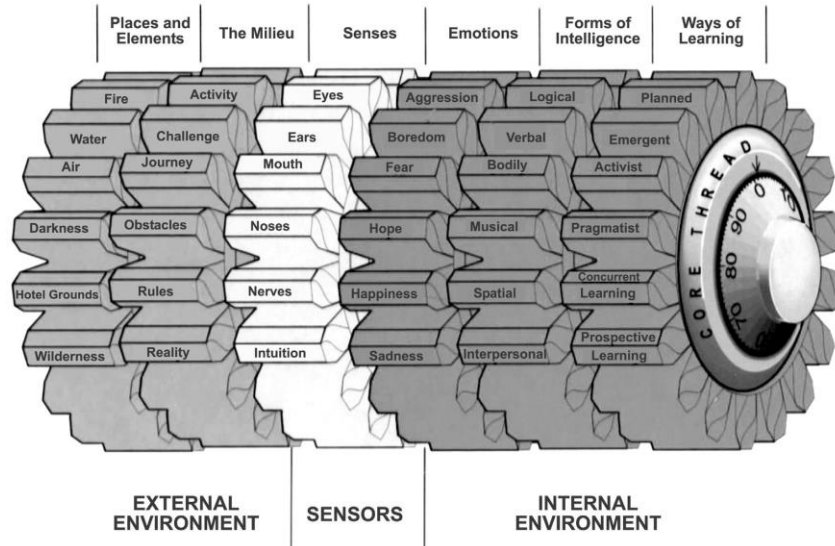 Places and
Elements
The Milieu
Senses
Emotions
Forms of
Intelligence
Ways of
Learning
Fire
Activity
Eyes
Aggression
Logical
Planned
Water
Challenge
Ears
Boredom
Verbal
Emergent
Air
Journey
Mouth
Fear
Bodily
Activist
Darkness
Obstacles
Noses
Hope
Musical
Pragmatist
Hotel Grounds
Rules
Nerves
Happiness
Spatial
Concurrent
Learning
Wilderness
Reality
Intuition
Sadness
Interpersonal
Prospective
Learning
CORE THREAD
0
10
90
80
70
EXTERNAL
ENVIRONMENT
SENSORS
INTERNAL
ENVIRONMENT